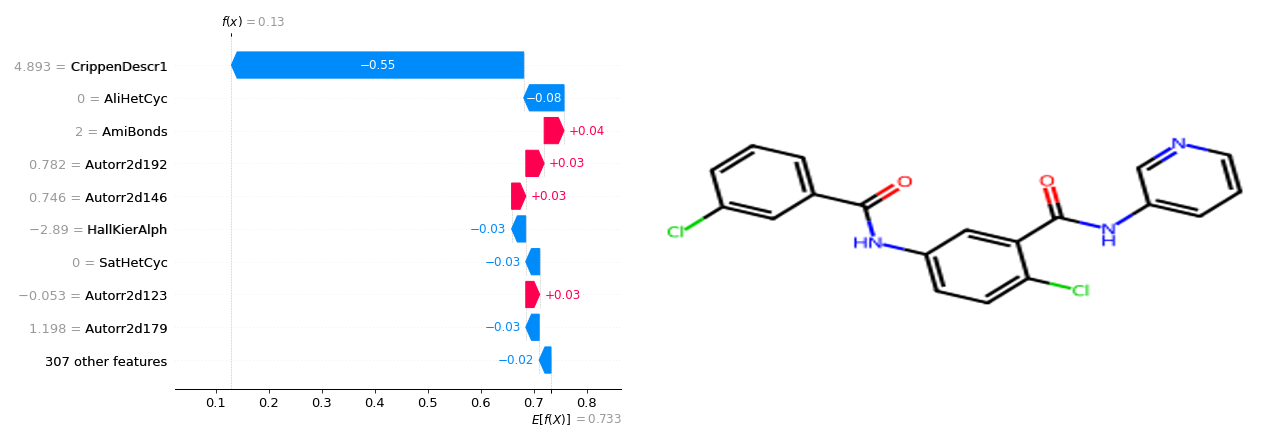 f(x) = 0.13
4.893 = CrippenDescr1
−0.55
0 = AliHetCyc
−0.08
2 = AmiBonds
+0.04
0.782 = Autorr2d192
+0.03
0.746 = Autorr2d146
+0.03
−2.89 = HallKierAlph
−0.03
0 = SatHetCyc
−0.03
−0.053 = Autorr2d123
+0.03
1.198 = Autorr2d179
−0.03
307 other features
−0.02
0.1 0.2 0.3 0.4 0.5 0.6 0.7 0.8
E[f(X)] = 0.733
N
O
O
Cl
HN
N
H
Cl